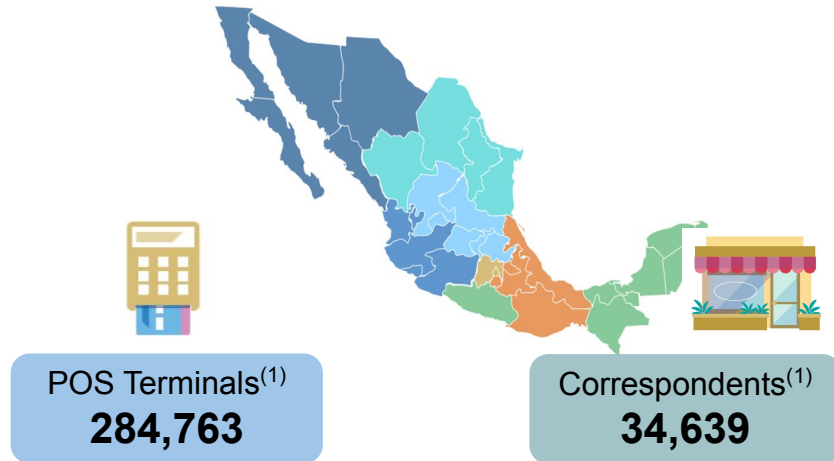 POS Terminals(1)
284,763
Correspondents(1)
34,639